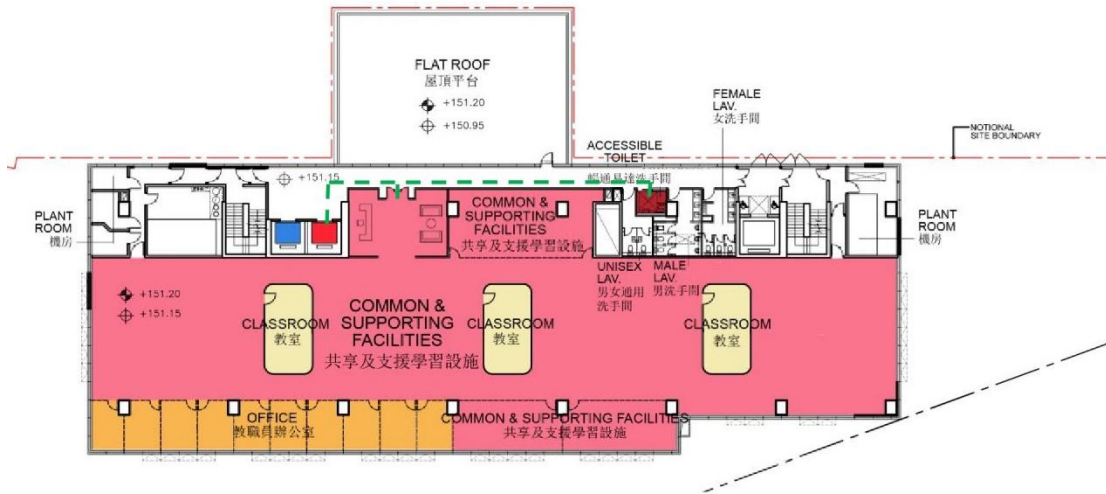 FLAT ROOF
屋頂平台
+151.20
+150.95
FEMALE
LAV.
女洗手間
NOTIONAL
SITE BOUNDARY
ACCESSIBLE
TOILET
暢通易達洗手間
+151.15
PLANT
ROOM
機房
COMMON &
SUPPORTING
FACILITIES
共享及支援學習設施
PLANT
ROOM
機房
UNISEX
LAV.
男女通用
洗手間
MALE
LAV.
男洗手間
+151.20
+151.15
CLASSROOM
教室
COMMON &
SUPPORTING
FACILITIES
共享及支援學習設施
CLASSROOM
教室
CLASSROOM
教室
OFFICE
教職員辦公室
COMMON & SUPPORTING FACILITIES
共享及支援學習設施